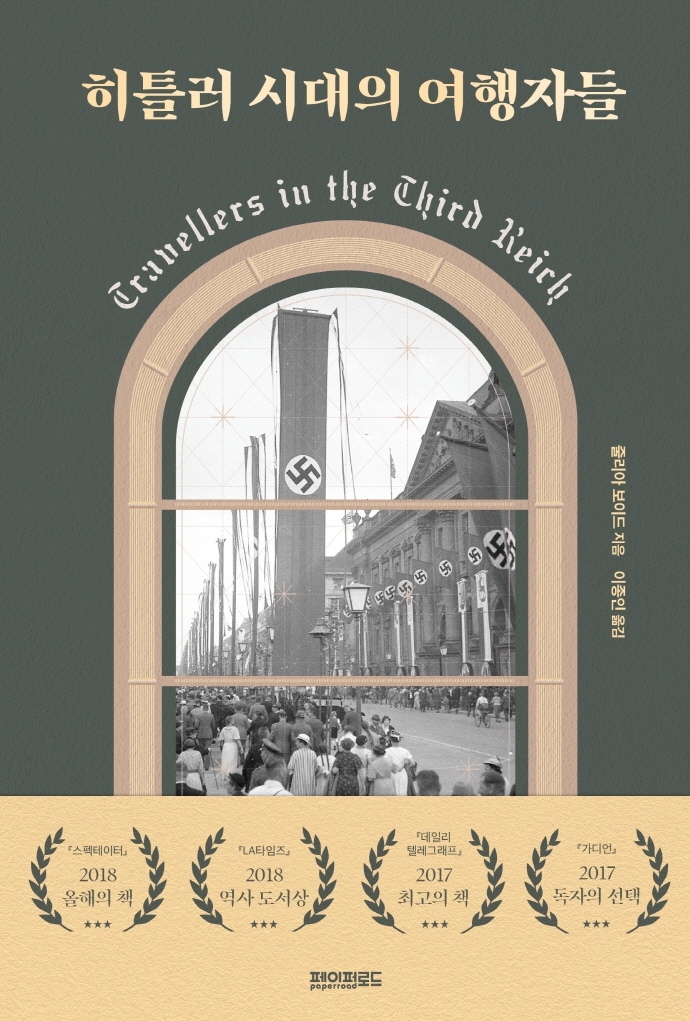 히틀러 시대의 여행자들
Travellers in the Third Reich
줄리아 보이드 지음 이종인 옮김
『스펙테이터』
2018
올해의 책
『LA타임즈』
2018
역사 도서상
『데일리
텔레그래프』
2017
최고의 책
『가디언』
2017
독자의 선택
페이퍼로드
paperroad